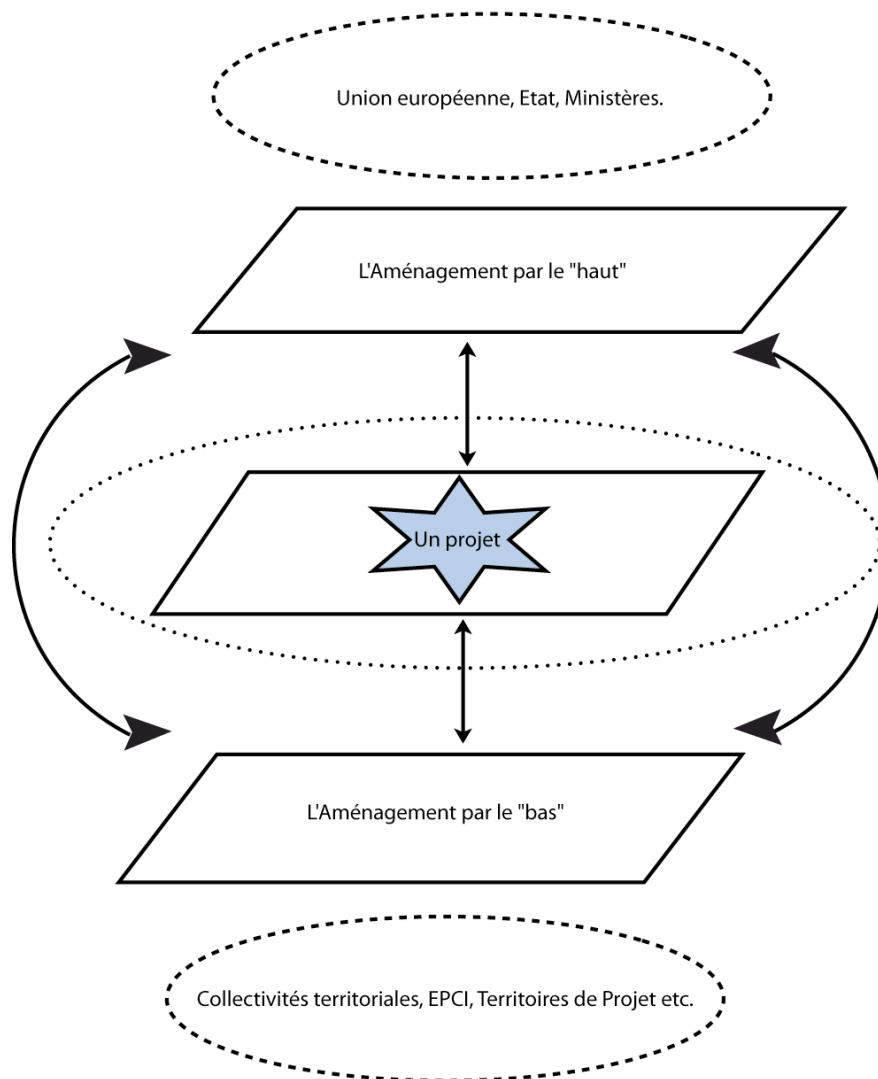 Union européenne, Etat, Ministères.
L'Aménagement par le "haut"
Un projet
L'Aménagement par le "bas"
Collectivités territoriales, EPCI, Territoires de Projet etc.